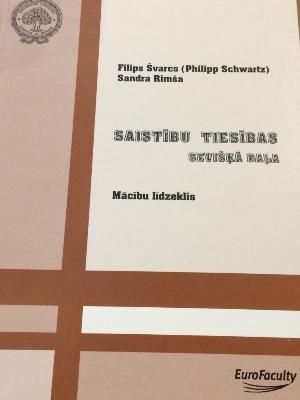 Filips Švarcs (Philipp Schwartz)
Sandra Rimša
SAISTĪBU TIESĪBAS
SEVIŠĶĀ DAĻA
Mācību līdzeklis
EuroFaculty